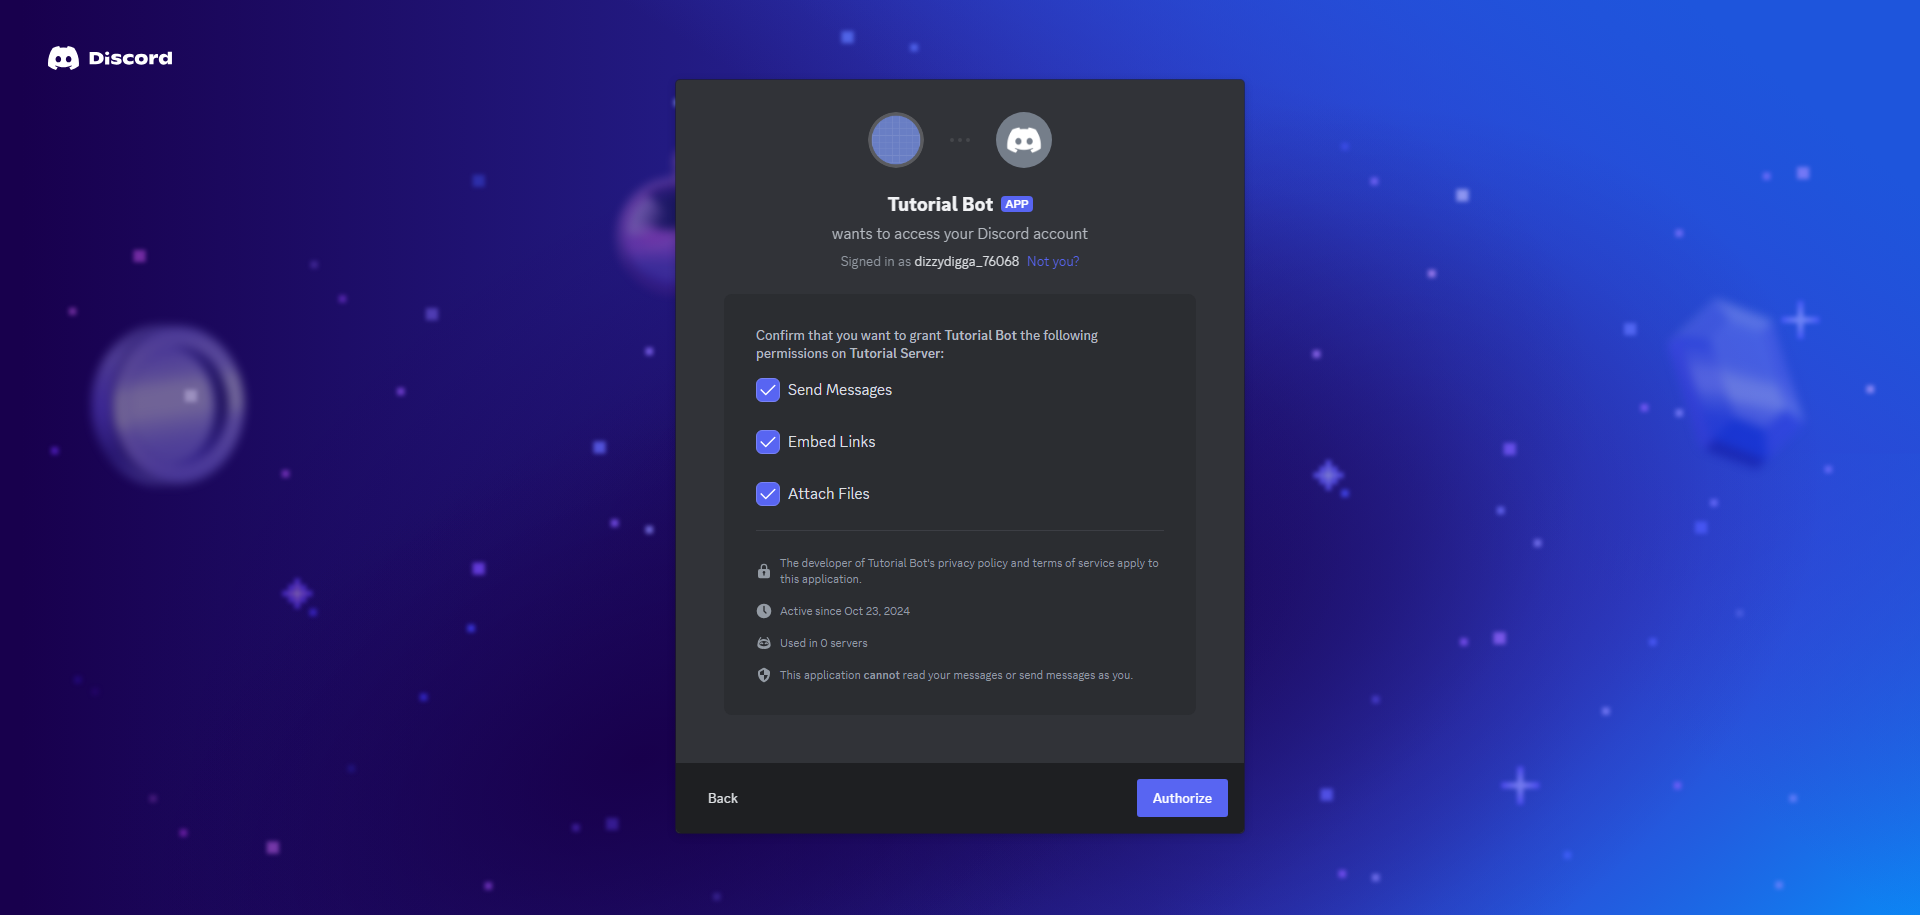 Discord
Tutorial Bot APP
wants to access your Discord account
Signed in as dizzydigga_76068 Not you?
Confirm that you want to grant Tutorial Bot the following
permissions on Tutorial Server:
Send Messages
Embed Links
Attach Files
The developer of Tutorial Bot's privacy policy and terms of service apply to
this application.
Active since Oct 23, 2024
Used in 0 servers
This application cannot read your messages or send messages as you.
Back
Authorize